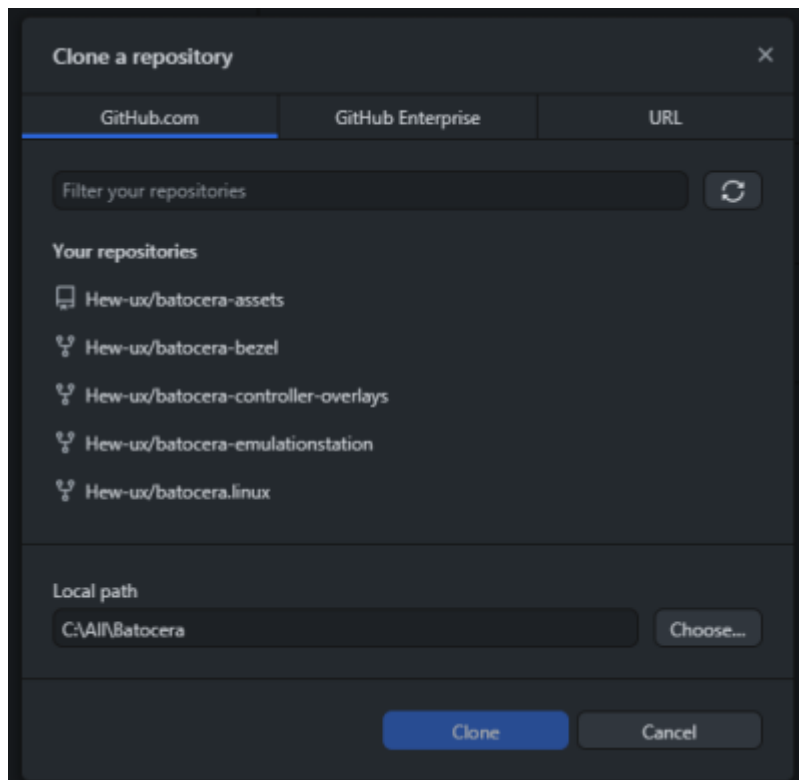 Clone a repository
GitHub.com GitHub Enterprise URL
Filter your repositories
Your repositories
Hew-ux/batocera-assets
Hew-ux/batocera-bezel
Hew-ux/batocera-controller-overlays
Hew-ux/batocera-emulationstation
Hew-ux/batocera.linux
Local path
C:\All\Batocera Choose...
Clone Cancel